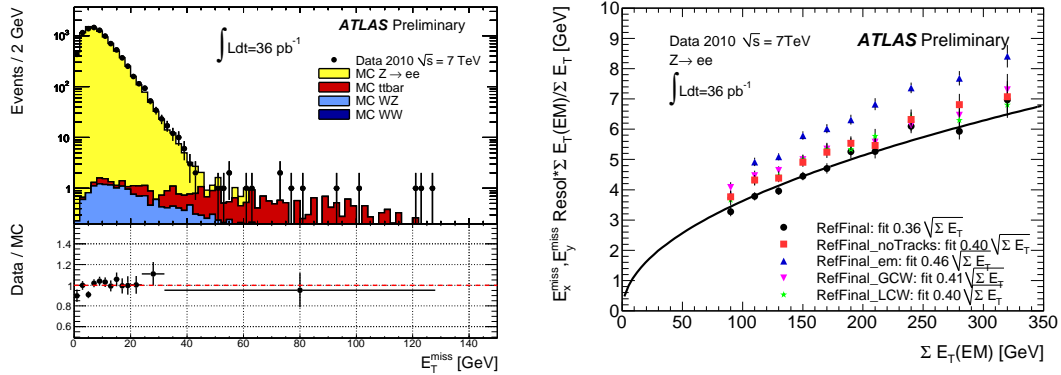 ATLAS Preliminary
∫ Ldt=36 pb⁻¹
Data 2010 √s = 7 TeV
MC Z → ee
MC ttbar
MC WZ
MC WW
Events / 2 GeV
10³
10²
10
1
Data / MC
1.4
1.2
1.0
0.8
0.6
0 20 40 60 80 100 120 140
E_T^miss [GeV]
E_x^miss, E_y^miss Resol*Σ E_T(EM)/Σ E_T [GeV]
10
9
8
7
6
5
4
3
2
1
0
Data 2010 √s = 7TeV
ATLAS Preliminary
Z→ ee
∫ Ldt=36 pb⁻¹
RefFinal: fit 0.36√Σ E_T
RefFinal_noTracks: fit 0.40√Σ E_T
RefFinal_em: fit 0.46√Σ E_T
RefFinal_GCW: fit 0.41√Σ E_T
RefFinal_LCW: fit 0.40√Σ E_T
0 50 100 150 200 250 300 350
Σ E_T(EM) [GeV]